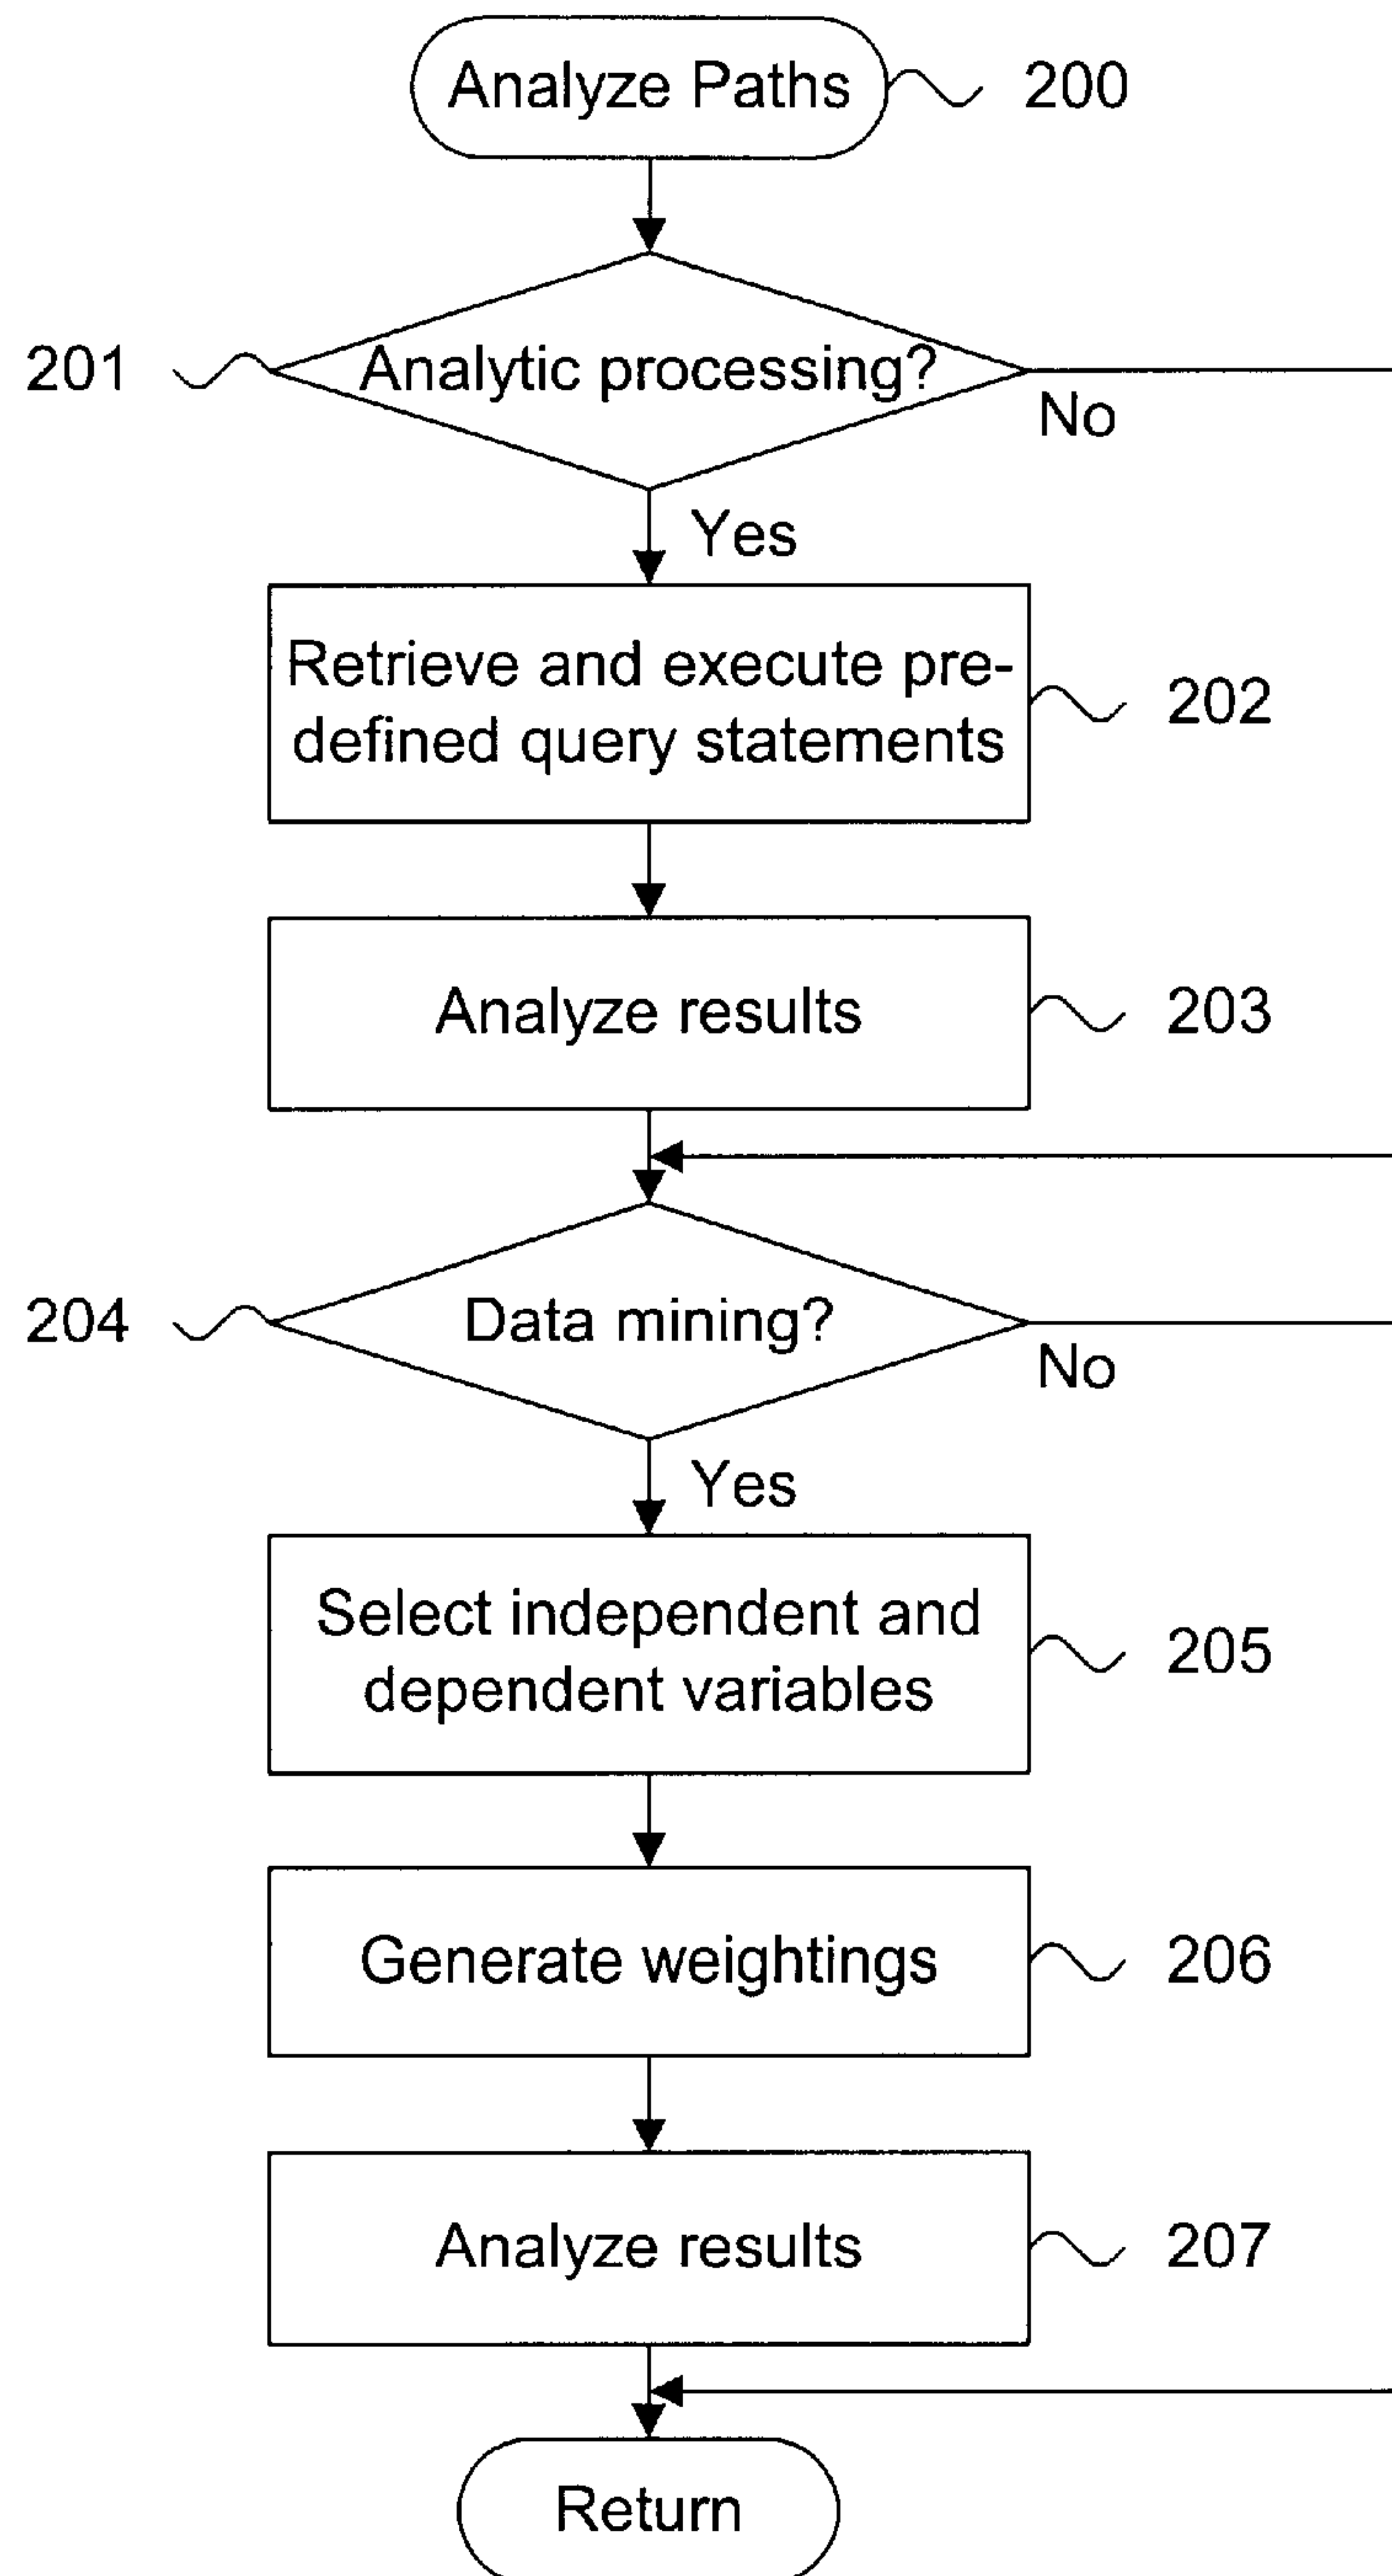 Analyze Paths
200
201
Analytic processing?
No
Yes
Retrieve and execute pre-
defined query statements
202
Analyze results
203
204
Data mining?
No
Yes
Select independent and
dependent variables
205
Generate weightings
206
Analyze results
207
Return